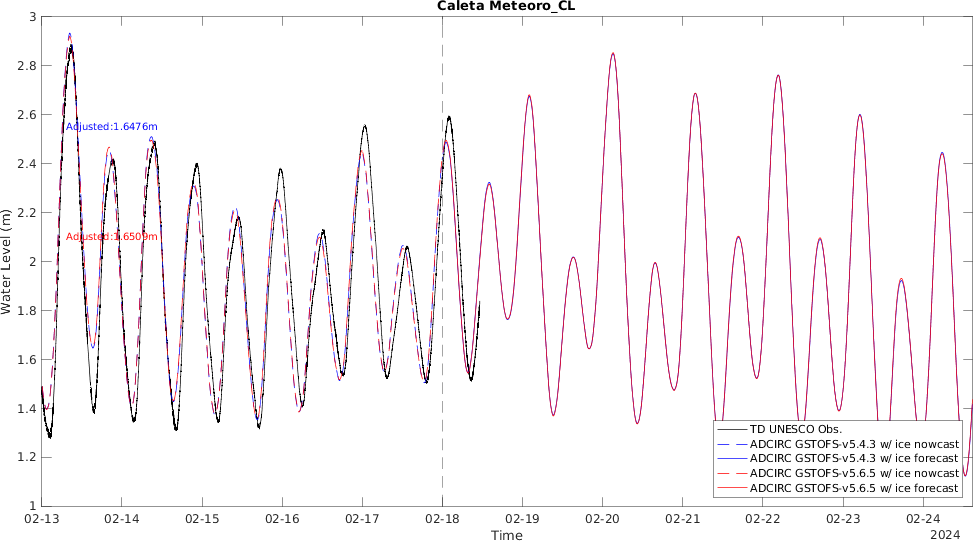 Caleta Meteoro_CL
3
2.8
2.6
2.4
2.2
2
1.8
1.6
1.4
1.2
1
Water Level (m)
Adjusted:1.6476m
Adjusted:1.6509m
TD UNESCO Obs.
ADCIRC GSTOFS-v5.4.3 w/ ice nowcast
ADCIRC GSTOFS-v5.4.3 w/ ice forecast
ADCIRC GSTOFS-v5.6.5 w/ ice nowcast
ADCIRC GSTOFS-v5.6.5 w/ ice forecast
02-13 02-14 02-15 02-16 02-17 02-18 02-19 02-20 02-21 02-22 02-23 02-24
Time
2024